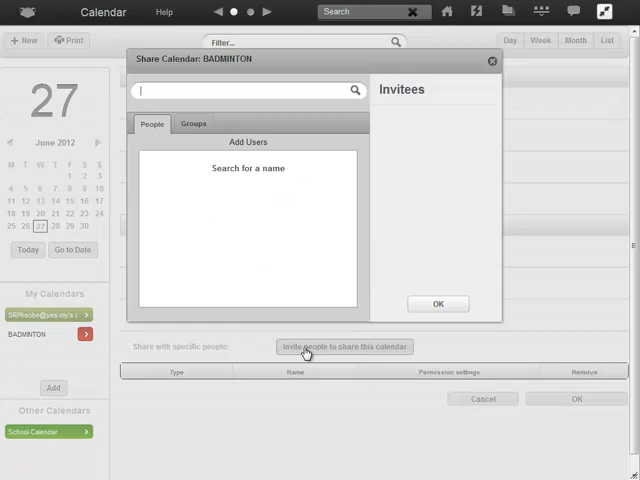 Calendar
Help
Search
+ New
Print
Filter...
Day
Week
Month
List
Share Calendar: BADMINTON
Invitees
People
Groups
Add Users
Search for a name
OK
27
June 2012
M T W T F S S
1 2 3
4 5 6 7 8 9 10
11 12 13 14 15 16 17
18 19 20 21 22 23 24
25 26 27 28 29 30
Today
Go to Date
My Calendars
SRPheobe@yes.my's c
BADMINTON
Add
Other Calendars
School Calendar
Share with specific people:
Invite people to share this calendar
Type
Name
Permission settings
Remove
Cancel
OK